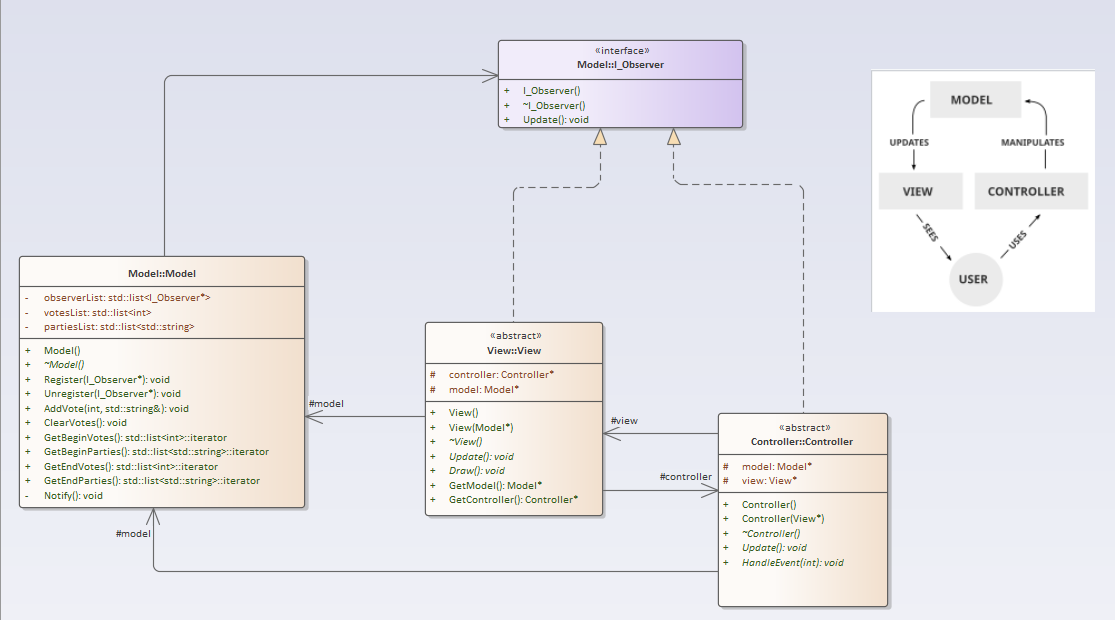 «interface»
Model::I_Observer
+ I_Observer()
+ ~I_Observer()
+ Update(): void
MODEL
UPDATES
MANIPULATES
VIEW
CONTROLLER
SEES
USES
USER
Model::Model
- observerList: std::list<I_Observer*>
- votesList: std::list<int>
- partiesList: std::list<std::string>
+ Model()
+ ~Model()
+ Register(I_Observer*): void
+ Unregister(I_Observer*): void
+ AddVote(int, std::string&): void
+ ClearVotes(): void
+ GetBeginVotes(): std::list<int>::iterator
+ GetBeginParties(): std::list<std::string>::iterator
+ GetEndVotes(): std::list<int>::iterator
+ GetEndParties(): std::list<std::string>::iterator
- Notify(): void
#model
«abstract»
View::View
# controller: Controller*
# model: Model*
+ View()
+ View(Model*)
+ ~View()
+ Update(): void
+ Draw(): void
+ GetModel(): Model*
+ GetController(): Controller*
#view
#controller
«abstract»
Controller::Controller
# model: Model*
# view: View*
+ Controller()
+ Controller(View*)
+ ~Controller()
+ Update(): void
+ HandleEvent(int): void
#model